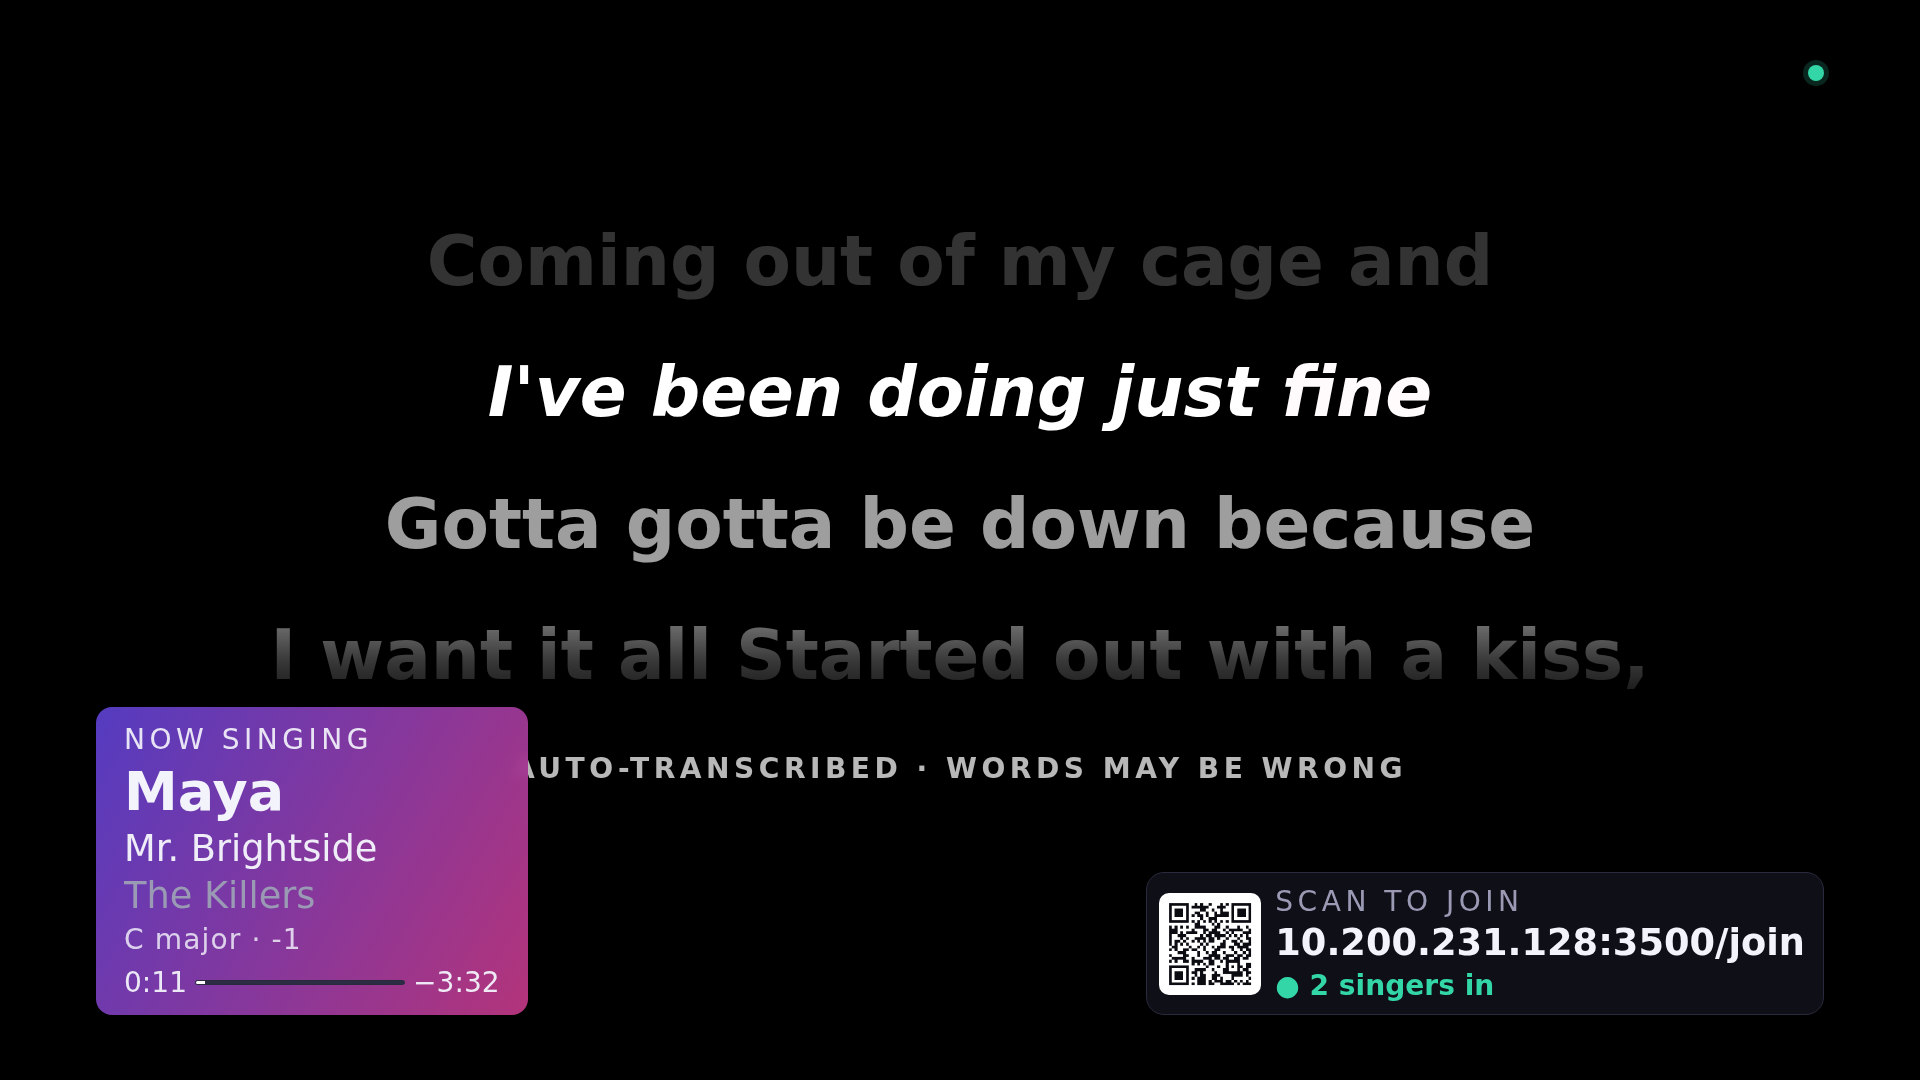 Coming out of my cage and
I've been doing just fine
Gotta gotta be down because
I want it all Started out with a kiss,
AUTO-TRANSCRIBED · WORDS MAY BE WRONG
NOW SINGING
Maya
Mr. Brightside
The Killers
C major · -1
0:11 −3:32
SCAN TO JOIN
10.200.231.128:3500/join
2 singers in